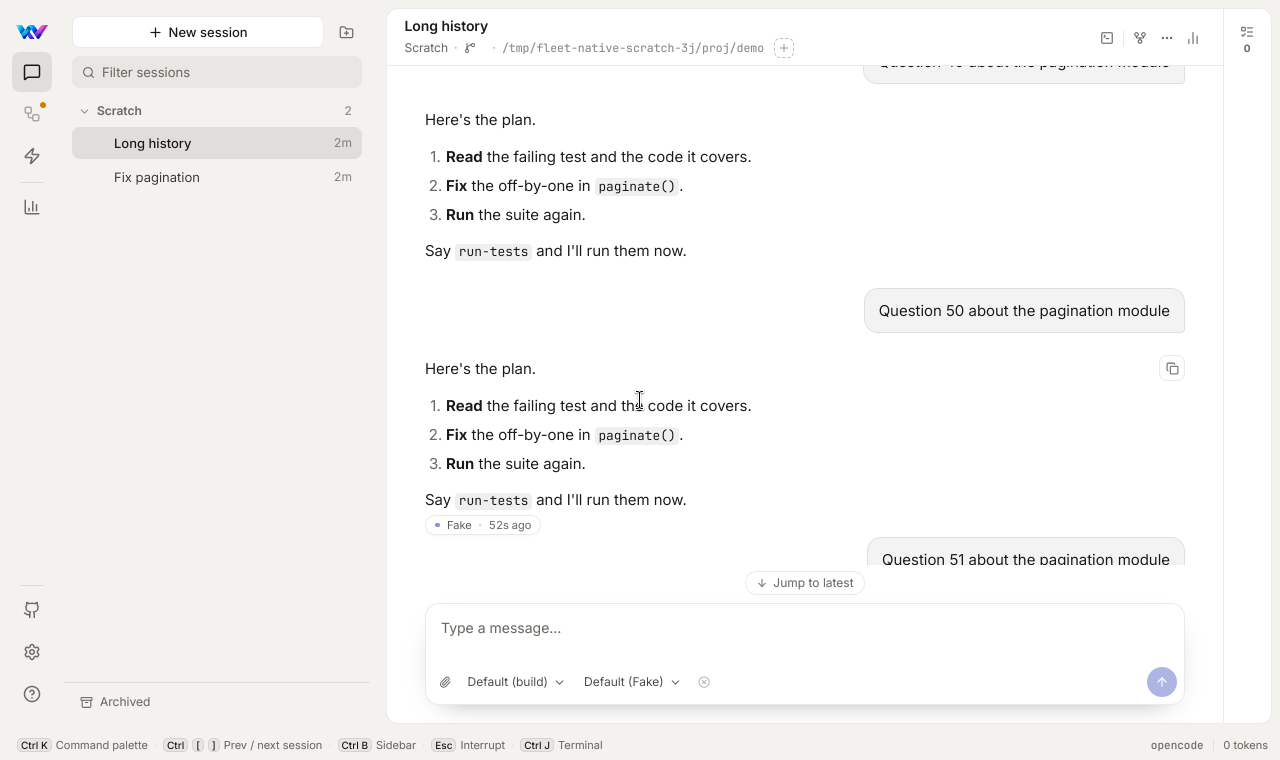 New session
Filter sessions
Scratch 2
Long history 2m
Fix pagination 2m
Archived
Long history
Scratch · · /tmp/fleet-native-scratch-3j/proj/demo
0
about the pagination module
Here's the plan.
1. Read the failing test and the code it covers.
2. Fix the off-by-one in paginate().
3. Run the suite again.
Say run-tests and I'll run them now.
Question 50 about the pagination module
Here's the plan.
1. Read the failing test and the code it covers.
2. Fix the off-by-one in paginate().
3. Run the suite again.
Say run-tests and I'll run them now.
Fake · 52s ago
Question 51 about the pagination module
Jump to latest
Type a message...
Default (build) Default (Fake)
Ctrl K Command palette · Ctrl [ ] Prev / next session · Ctrl B Sidebar · Esc Interrupt · Ctrl J Terminal
opencode 0 tokens